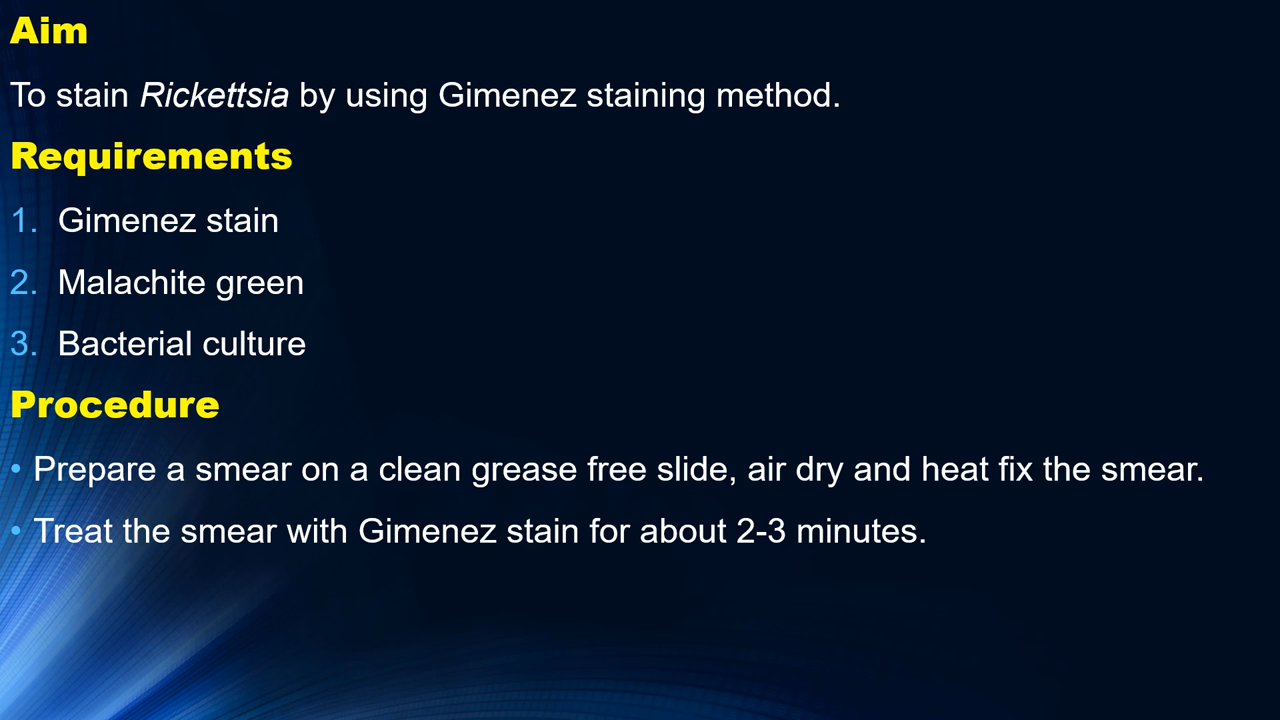 Aim
To stain Rickettsia by using Gimenez staining method.
Requirements
1. Gimenez stain
2. Malachite green
3. Bacterial culture
Procedure
• Prepare a smear on a clean grease free slide, air dry and heat fix the smear.
• Treat the smear with Gimenez stain for about 2-3 minutes.